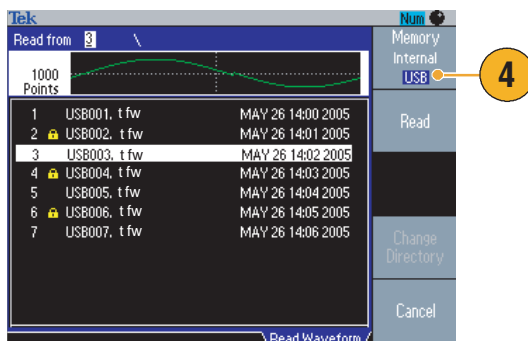 Tek
Num
Read from 3 \
1000
Points
1 USB001. tfw MAY 26 14:00 2005
2 USB002. tfw MAY 26 14:01 2005
3 USB003. tfw MAY 26 14:02 2005
4 USB004. tfw MAY 26 14:03 2005
5 USB005. tfw MAY 26 14:04 2005
6 USB006. tfw MAY 26 14:05 2005
7 USB007. tfw MAY 26 14:06 2005
\ Read Waveform /
Memory
Internal
USB
4
Read
Change
Directory
Cancel